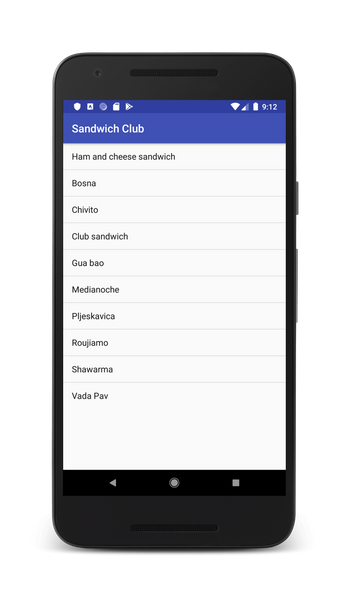 9:12
Sandwich Club
Ham and cheese sandwich
Bosna
Chivito
Club sandwich
Gua bao
Medianoche
Pljeskavica
Roujiamo
Shawarma
Vada Pav